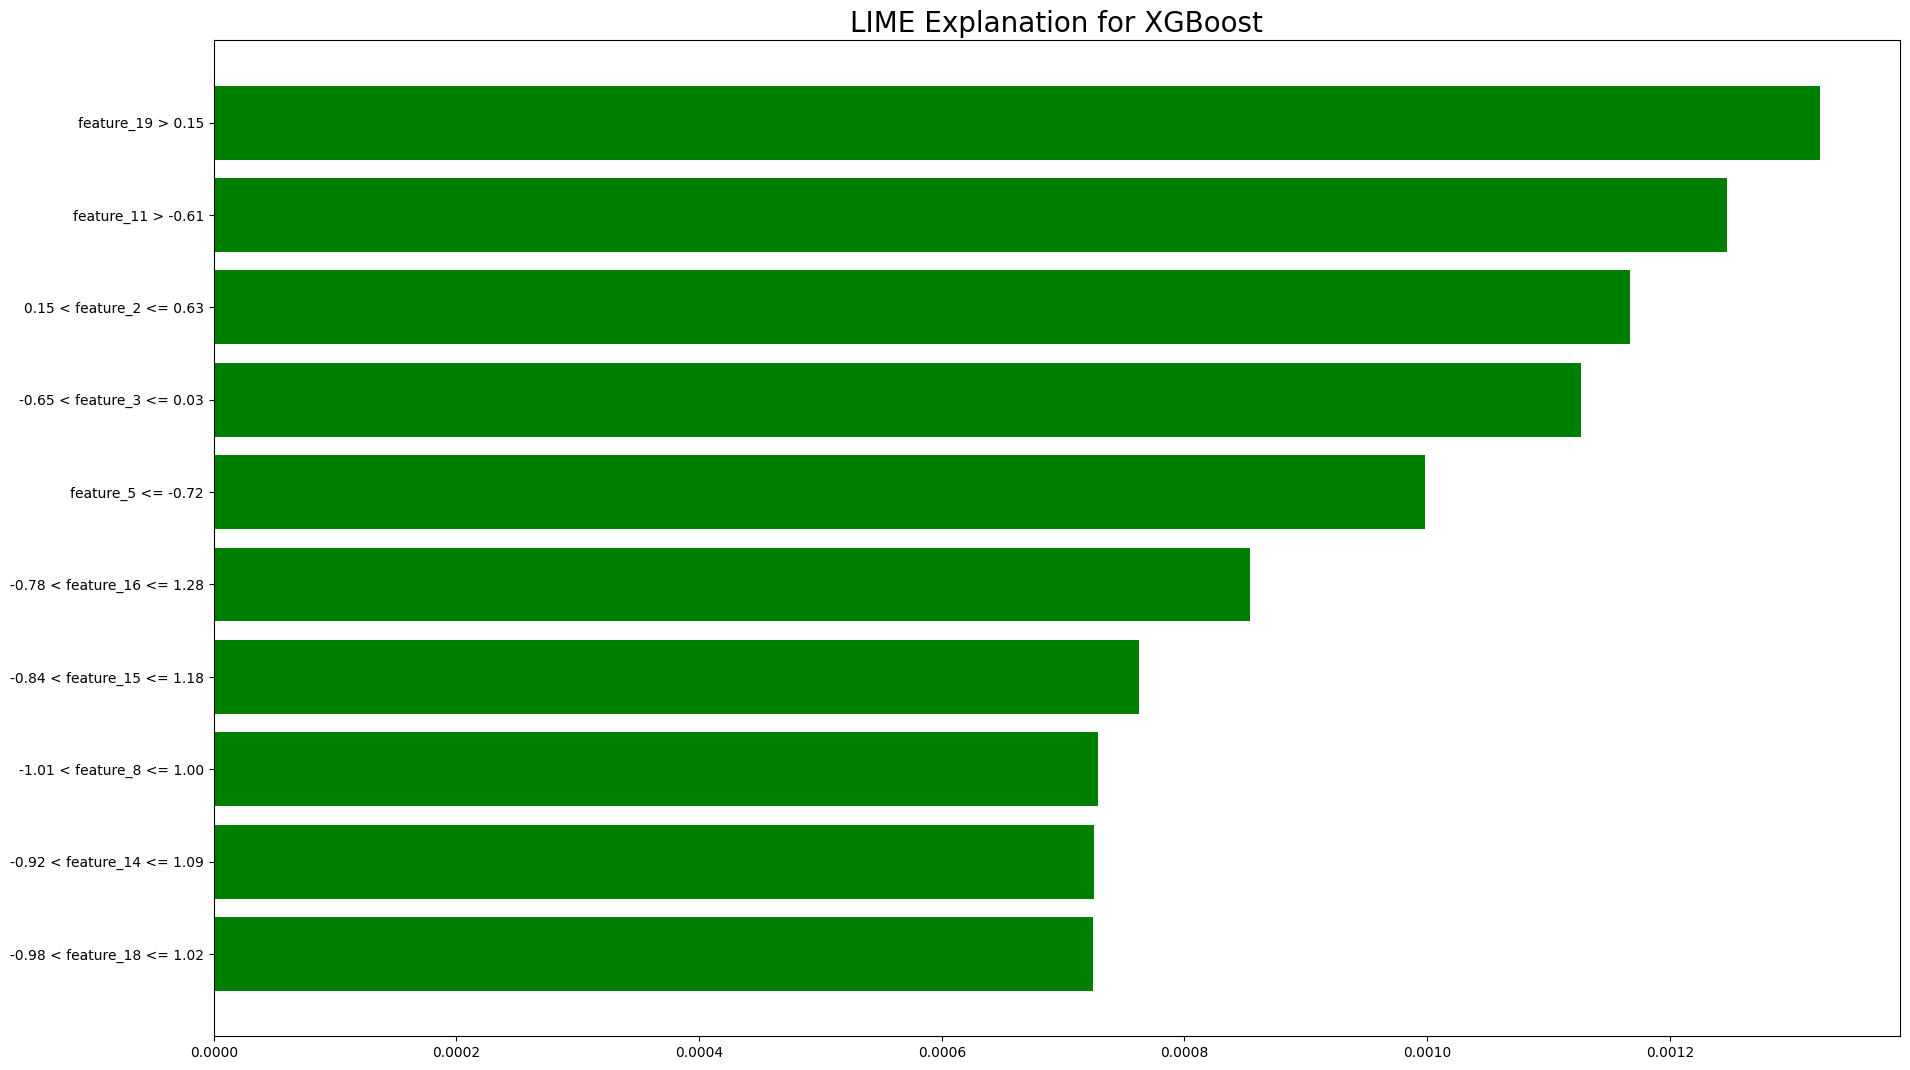 LIME Explanation for XGBoost
feature_19 > 0.15
feature_11 > -0.61
0.15 < feature_2 <= 0.63
-0.65 < feature_3 <= 0.03
feature_5 <= -0.72
-0.78 < feature_16 <= 1.28
-0.84 < feature_15 <= 1.18
-1.01 < feature_8 <= 1.00
-0.92 < feature_14 <= 1.09
-0.98 < feature_18 <= 1.02
0.0000 0.0002 0.0004 0.0006 0.0008 0.0010 0.0012